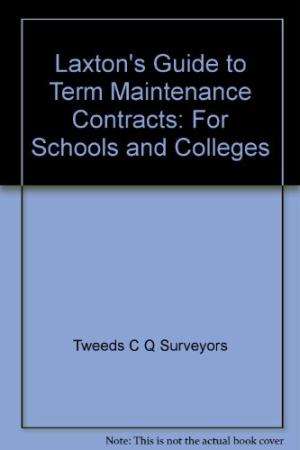 Laxton's Guide to
Term Maintenance
Contracts: For
Schools and Colleges
Tweeds C Q Surveyors
Note: This is not the actual book cover